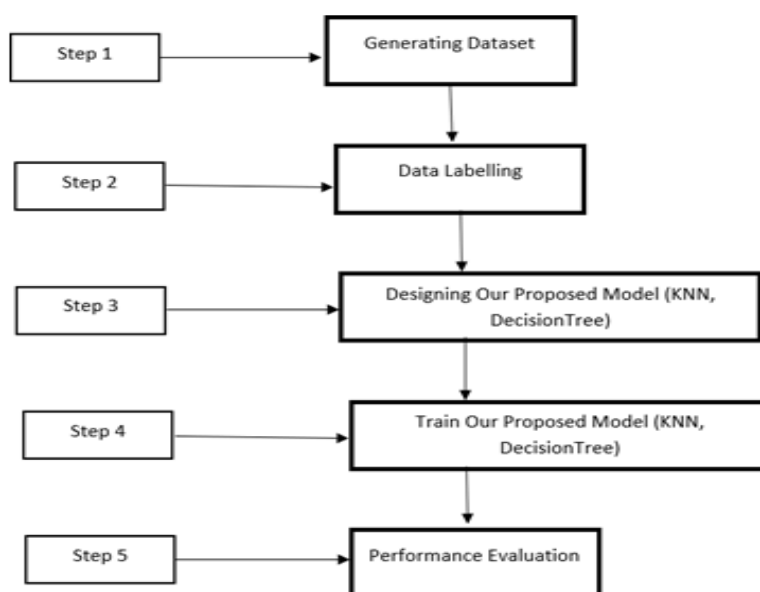 Step 1
Generating Dataset
Step 2
Data Labelling
Step 3
Designing Our Proposed Model (KNN,
DecisionTree)
Step 4
Train Our Proposed Model (KNN,
DecisionTree)
Step 5
Performance Evaluation